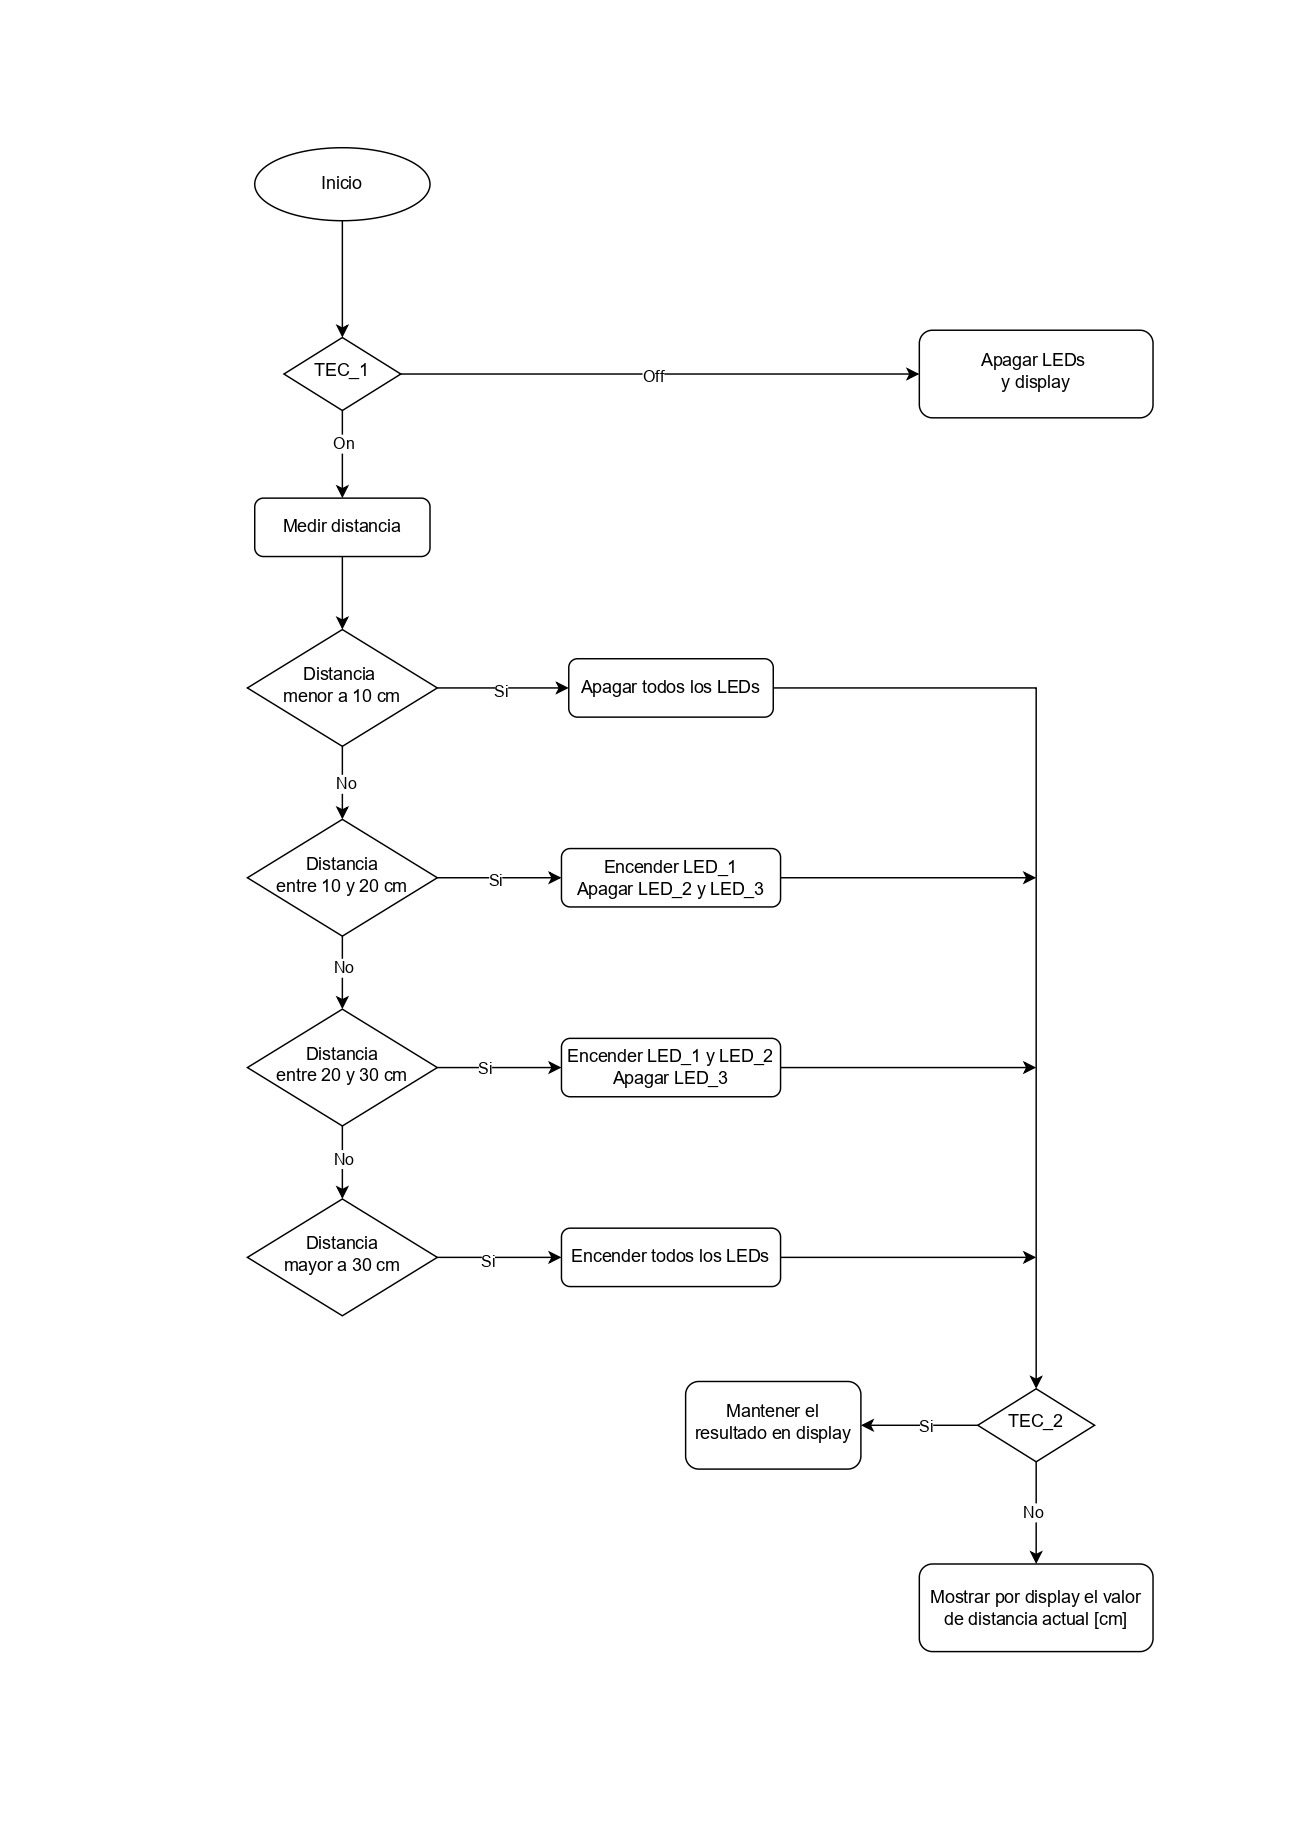 Inicio
TEC_1
Off
Apagar LEDs
y display
On
Medir distancia
Distancia
menor a 10 cm
Si
Apagar todos los LEDs
No
Distancia
entre 10 y 20 cm
Si
Encender LED_1
Apagar LED_2 y LED_3
No
Distancia
entre 20 y 30 cm
Si
Encender LED_1 y LED_2
Apagar LED_3
No
Distancia
mayor a 30 cm
Si
Encender todos los LEDs
Mantener el
resultado en display
Si
TEC_2
No
Mostrar por display el valor
de distancia actual [cm]